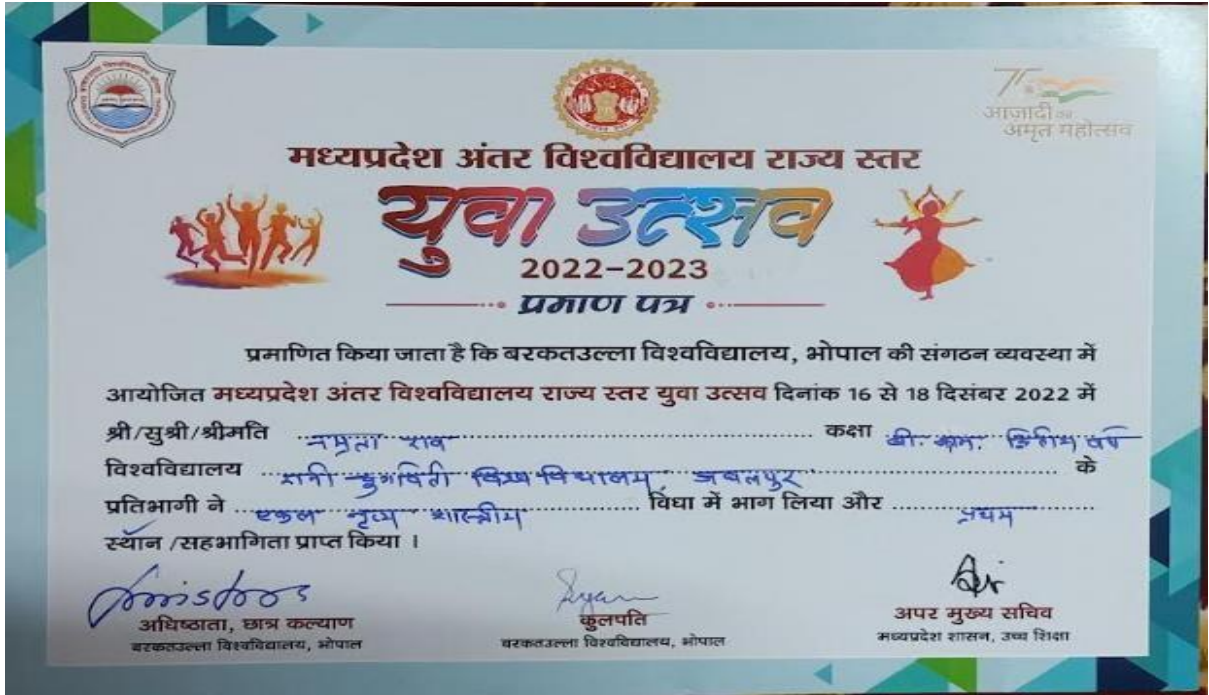 आज़ादी का
अमृत महोत्सव
मध्यप्रदेश अंतर विश्वविद्यालय राज्य स्तर
युवा उत्सव
2022-2023
प्रमाण पत्र
प्रमाणित किया जाता है कि बरकतउल्ला विश्वविद्यालय, भोपाल की संगठन व्यवस्था में
आयोजित मध्यप्रदेश अंतर विश्वविद्यालय राज्य स्तर युवा उत्सव दिनांक 16 से 18 दिसंबर 2022 में
श्री/सुश्री/श्रीमति नम्रता राव कक्षा बी. कॉम. द्वितीय वर्ष
विश्वविद्यालय रानी दुर्गावती विश्व विद्यालय, जबलपुर के
प्रतिभागी ने एकल नृत्य शास्त्रीय विधा में भाग लिया और प्रथम
स्थान /सहभागिता प्राप्त किया ।
अधिष्ठाता, छात्र कल्याण कुलपति अपर मुख्य सचिव
बरकतउल्ला विश्वविद्यालय, भोपाल बरकतउल्ला विश्वविद्यालय, भोपाल मध्यप्रदेश शासन, उच्च शिक्षा